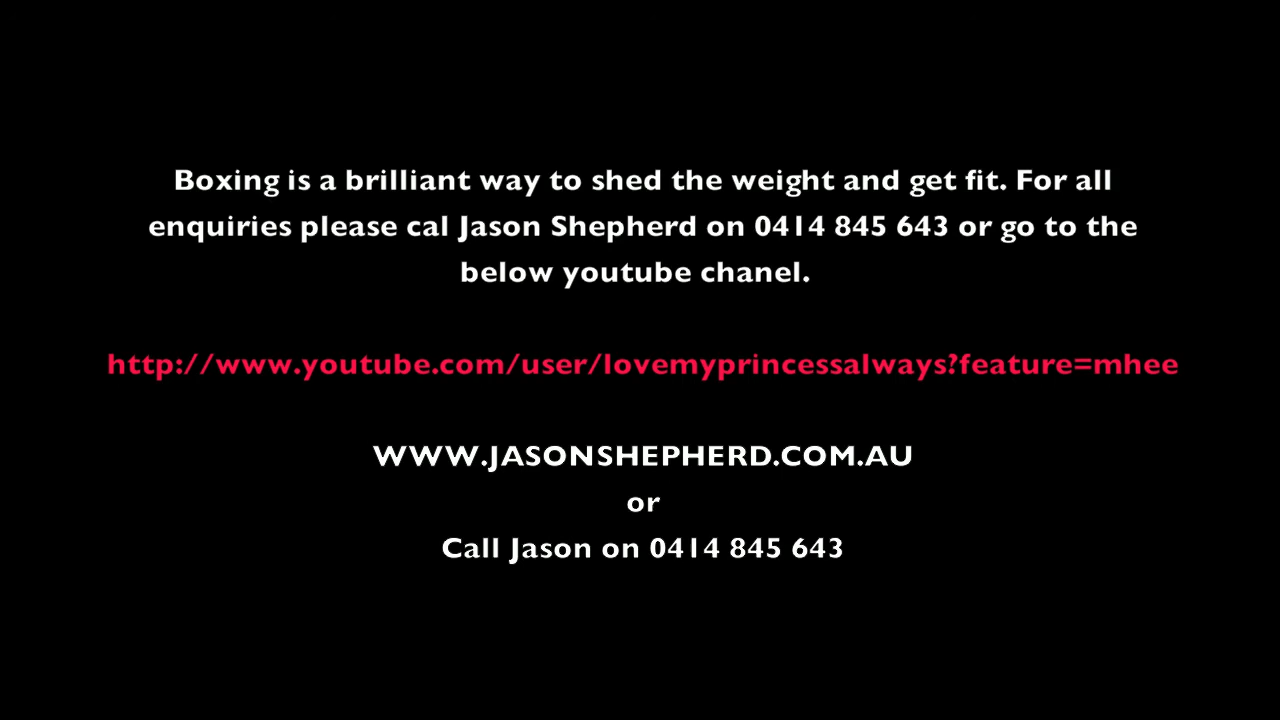 Boxing is a brilliant way to shed the weight and get fit. For all
enquiries please cal Jason Shepherd on 0414 845 643 or go to the
below youtube chanel.
http://www.youtube.com/user/lovemyprincessalways?feature=mhee
WWW.JASONSHEPHERD.COM.AU
or
Call Jason on 0414 845 643